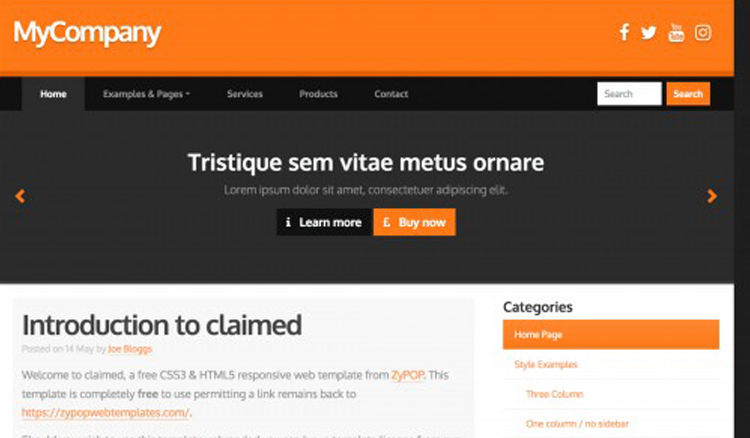 MyCompany
Home Examples & Pages Services Products Contact Search Search
Tristique sem vitae metus ornare
Lorem ipsum dolor sit amet, consectetuer adipiscing elit.
i Learn more £ Buy now
Introduction to claimed
Posted on 14 May by Joe Bloggs
Welcome to claimed, a free CSS3 & HTML5 responsive web template from ZyPOP. This
template is completely free to use permitting a link remains back to
https://zypopwebtemplates.com/.
Categories
Home Page
Style Examples
Three Column
One column / no sidebar